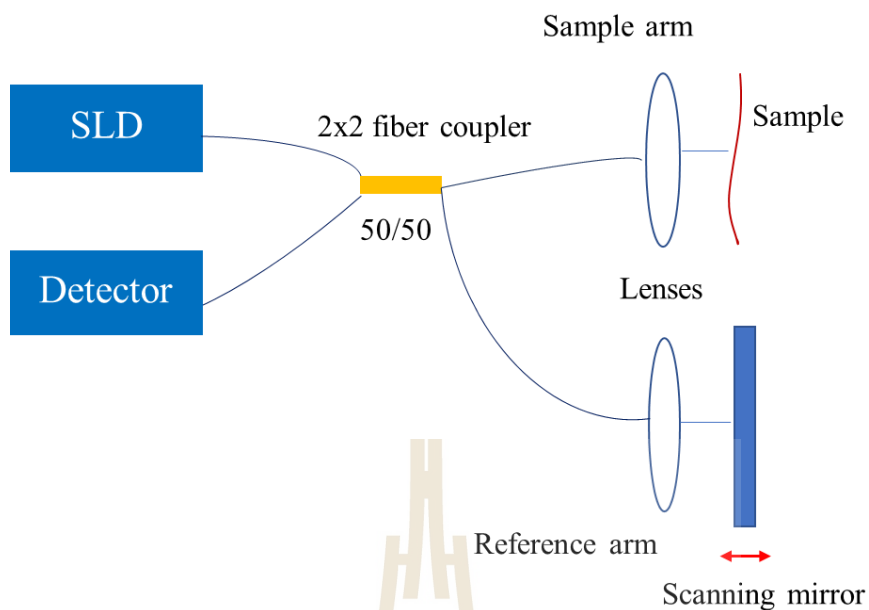 Sample arm
SLD
2x2 fiber coupler
Sample
50/50
Detector
Lenses
Reference arm
Scanning mirror